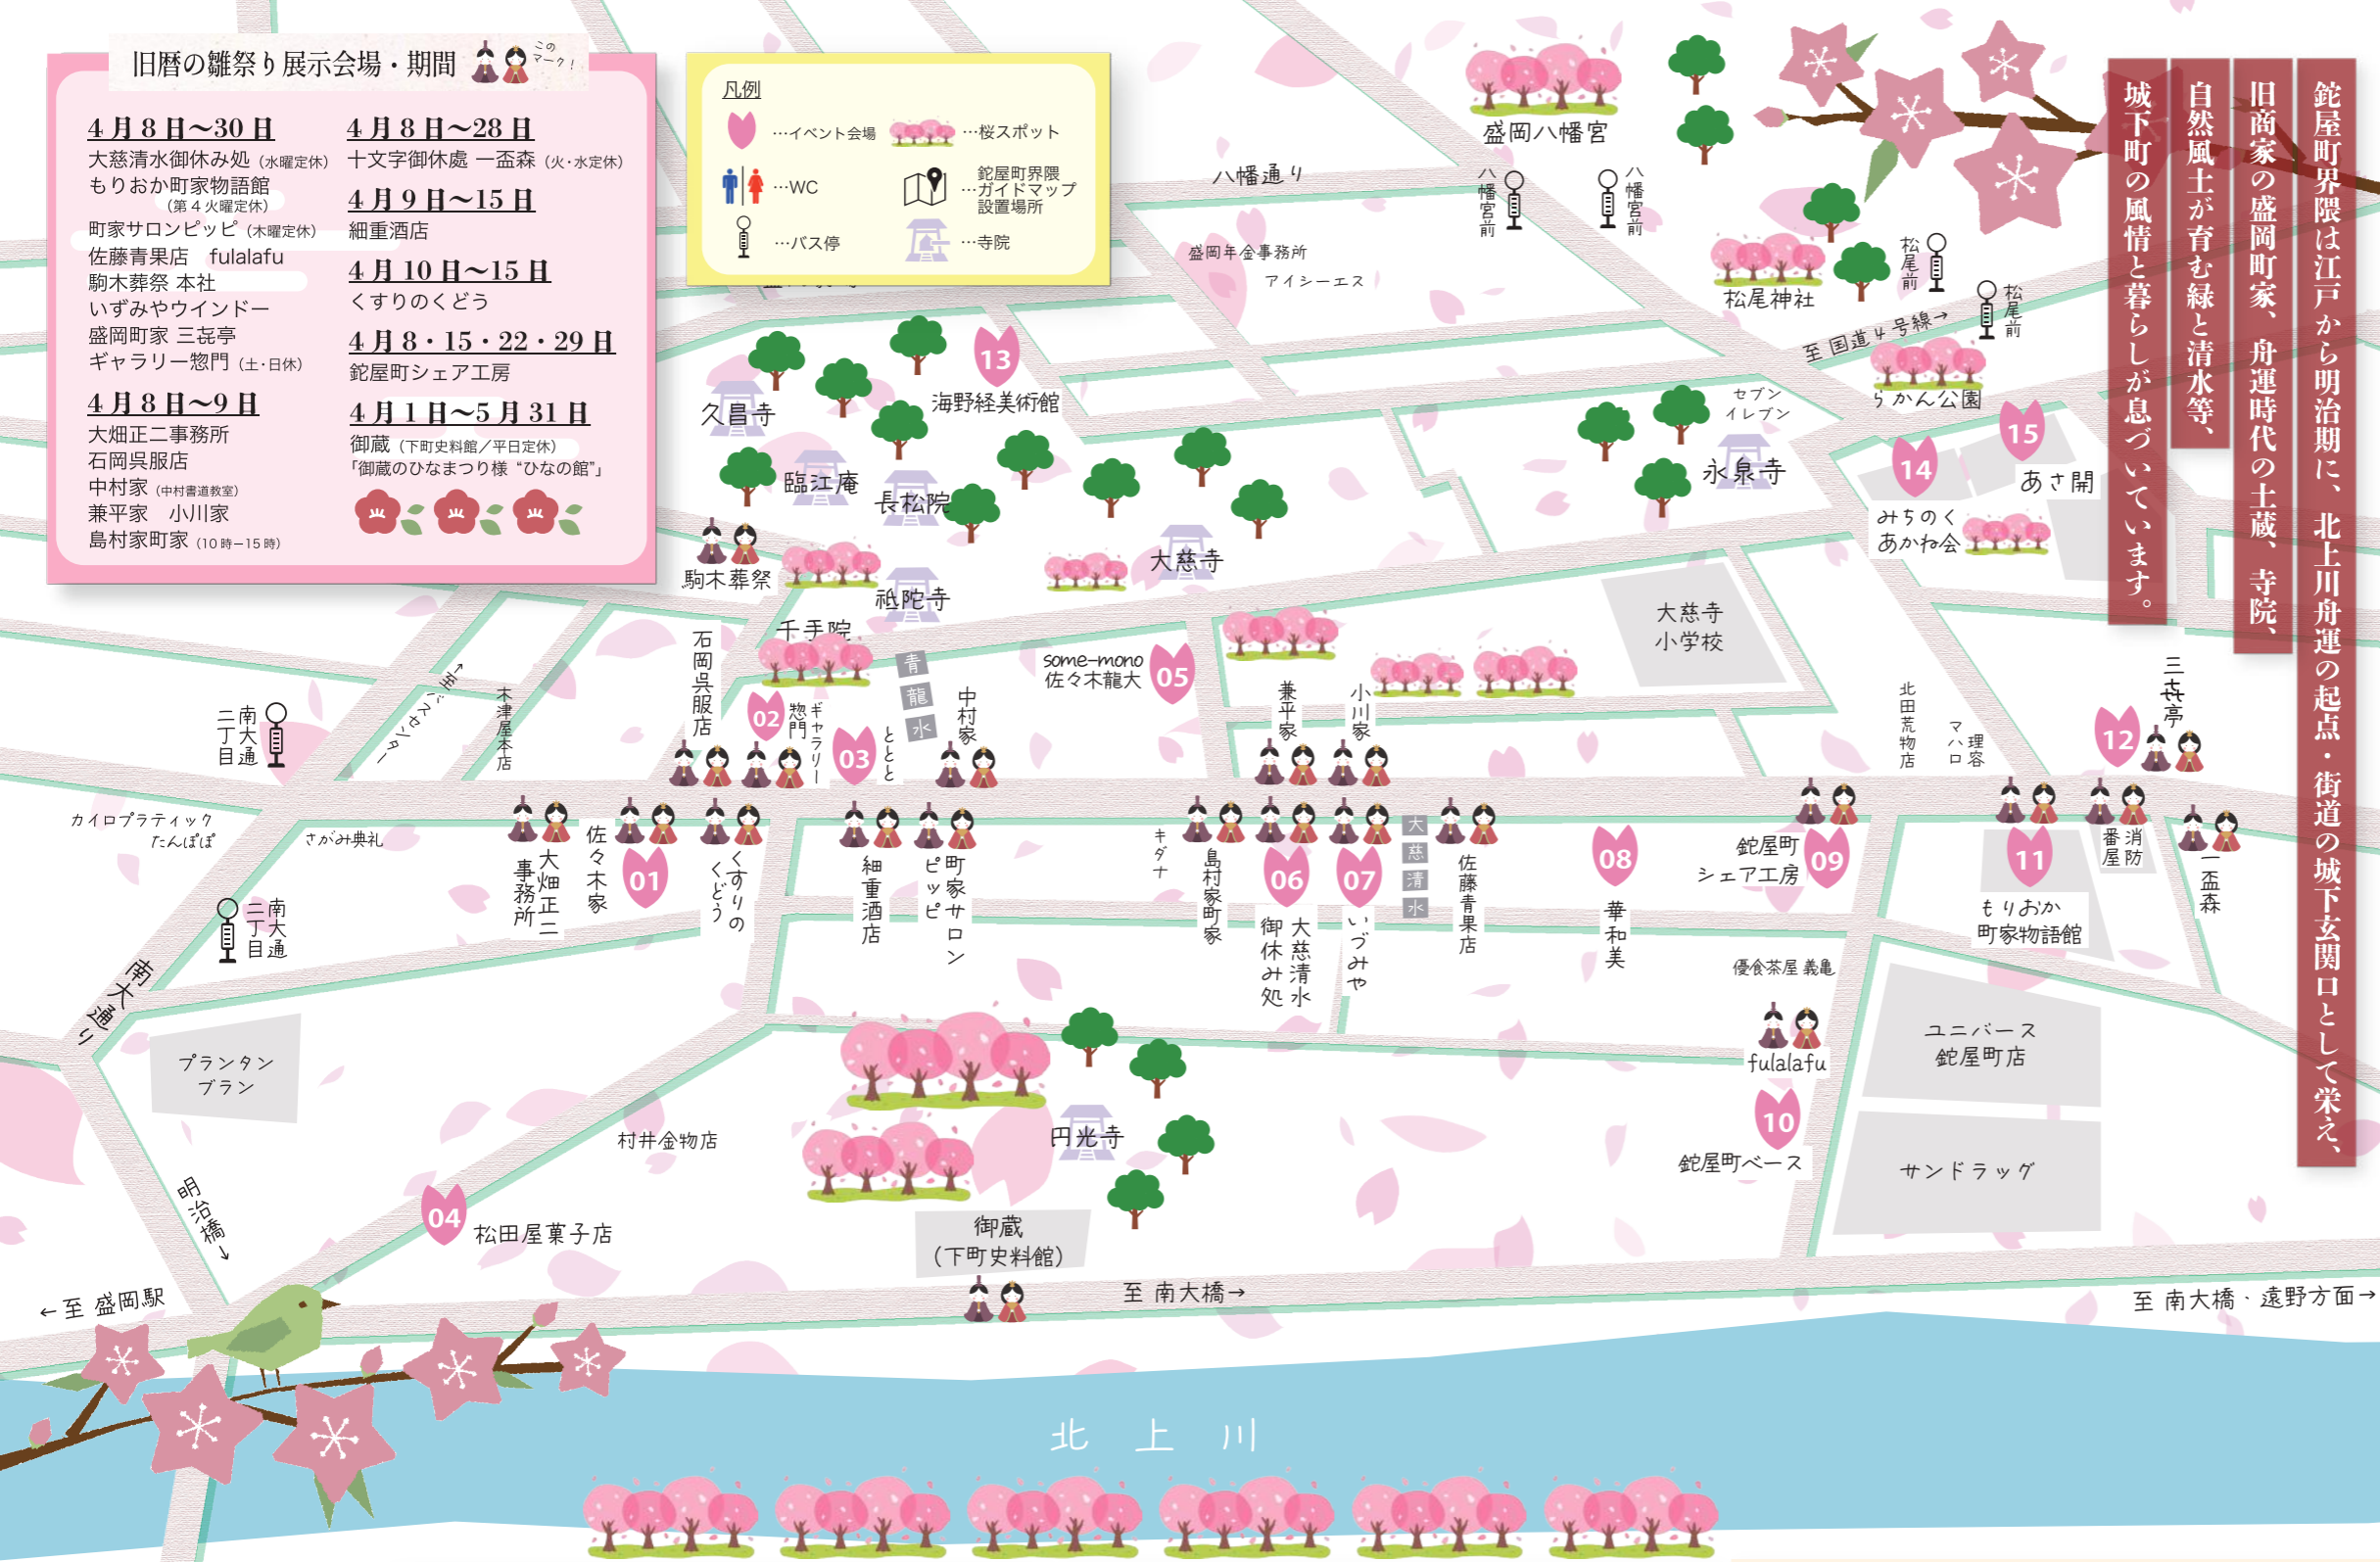 旧暦の雛祭り展示会場・期間
この
マーク！
4月8日～30日
大慈清水御休み処（水曜定休）
もりおか町家物語館
（第4火曜定休）
町家サロンピッピ（木曜定休）
佐藤青果店　fulalafu
駒木葬祭 本社
いずみやウインドー
盛岡町家 三㐂亭
ギャラリー惣門（土・日休）
4月8日～9日
大畑正二事務所
石岡呉服店
中村家（中村書道教室）
兼平家　小川家
島村家町家（10時－15時）
4月8日～28日
十文字御休處 一盃森（火・水定休）
4月9日～15日
細重酒店
4月10日～15日
くすりのくどう
4月8・15・22・29日
鉈屋町シェア工房
4月1日～5月31日
御蔵（下町史料館／平日定休）
「御蔵のひなまつり様“ひなの館”」
凡例
…イベント会場
…桜スポット
…WC
鉈屋町界隈
…ガイドマップ
設置場所
…バス停
…寺院
鉈屋町界隈は江戸から明治期に、北上川舟運の起点・街道の城下玄関口として栄え、
旧商家の盛岡町家、舟運時代の土蔵、寺院、
自然風土が育む緑と清水等、
城下町の風情と暮らしが息づいています。
盛岡八幡宮
八幡通り
八幡宮前
八幡宮前
盛岡年金事務所
アイシーエス
松尾神社
松尾前
松尾前
至 国道4号線→
らかん公園
セブン
イレブン
永泉寺
13
海野経美術館
久昌寺
臨江庵
長松院
大慈寺
駒木葬祭
祗陀寺
千手院
14
15
あさ開
みちのく
あかね会
大慈寺
小学校
石岡呉服店
02
ギャラリー
惣門
03
ととと
青龍水
中村家
some-mono
佐々木龍大
05
兼平家
小川家
北田荒物店
理容
マハロ
12
三㐂亭
←至 バスセンター
木津屋本店
南大通
二丁目
カイロプラティック
たんぽぽ
さがみ典礼
大畑正二
事務所
佐々木家
01
くすりの
くどう
細重酒店
町家サロン
ピッピ
キダナ
島村家町家
06
大慈清水
御休み処
07
いづみや
大慈清水
佐藤青果店
08
華和美
鉈屋町
シェア工房
09
11
もりおか
町家物語館
消防
番屋
一盃森
南大通
二丁目
南大通り
プランタン
ブラン
優食茶屋 義亀
fulalafu
ユニバース
鉈屋町店
10
鉈屋町ベース
サンドラッグ
村井金物店
円光寺
04
松田屋菓子店
御蔵
（下町史料館）
明治橋→
←至 盛岡駅
至 南大橋→
至 南大橋・遠野方面→
北上川